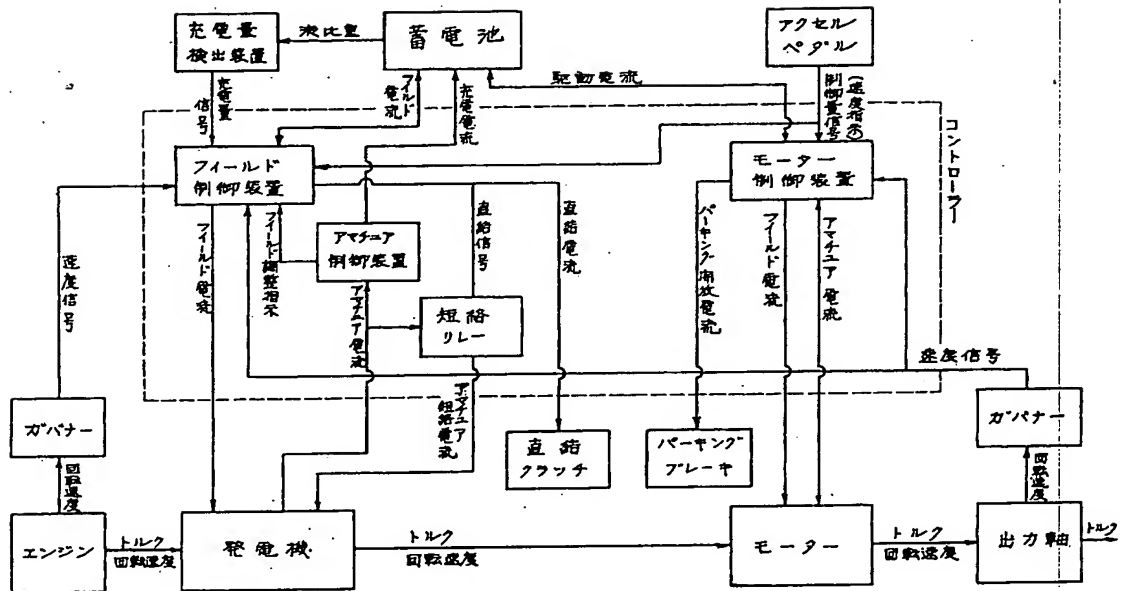 充電量
検出装置
液比重
蓄電池
アクセル
ペダル
充電量
信号
フィールド
電流
充電電流
駆動電流
制御量信号
(速度指示)
コントローラー
フィールド
制御装置
モーター
制御装置
アマチュア
制御装置
直結信号
直結電流
速度信号
フィールド電流
フィールド調整指示
アマチュア電流
短絡
リレー
パーキング開放電流
フィールド電流
アマチュア電流
速度信号
アマチュア
短絡電流
ガバナー
直結
クラッチ
パーキング
ブレーキ
ガバナー
回転速度
回転速度
エンジン
トルク
回転速度
発電機
トルク
回転速度
モーター
トルク
回転速度
出力軸
トルク